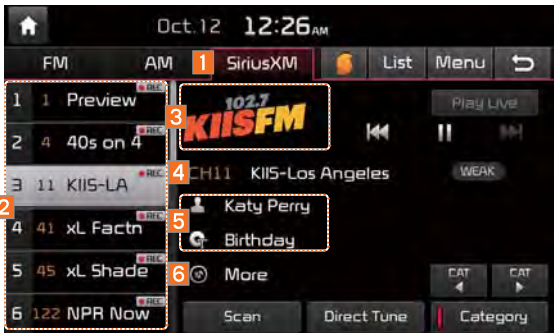 Oct.12 12:26AM
FM AM 1 SiriusXM List Menu
1 1 Preview REC
2 4 40s on 4 REC
3 11 KIIS-LA REC
2
4 41 xL Factn REC
5 45 xL Shade REC
6 122 NPR Now REC
3 102.7
KIISFM
Play Live
4 CH11 KIIS-Los Angeles WEAK
5 Katy Perry
Birthday
6 More
CAT CAT
Scan Direct Tune Category